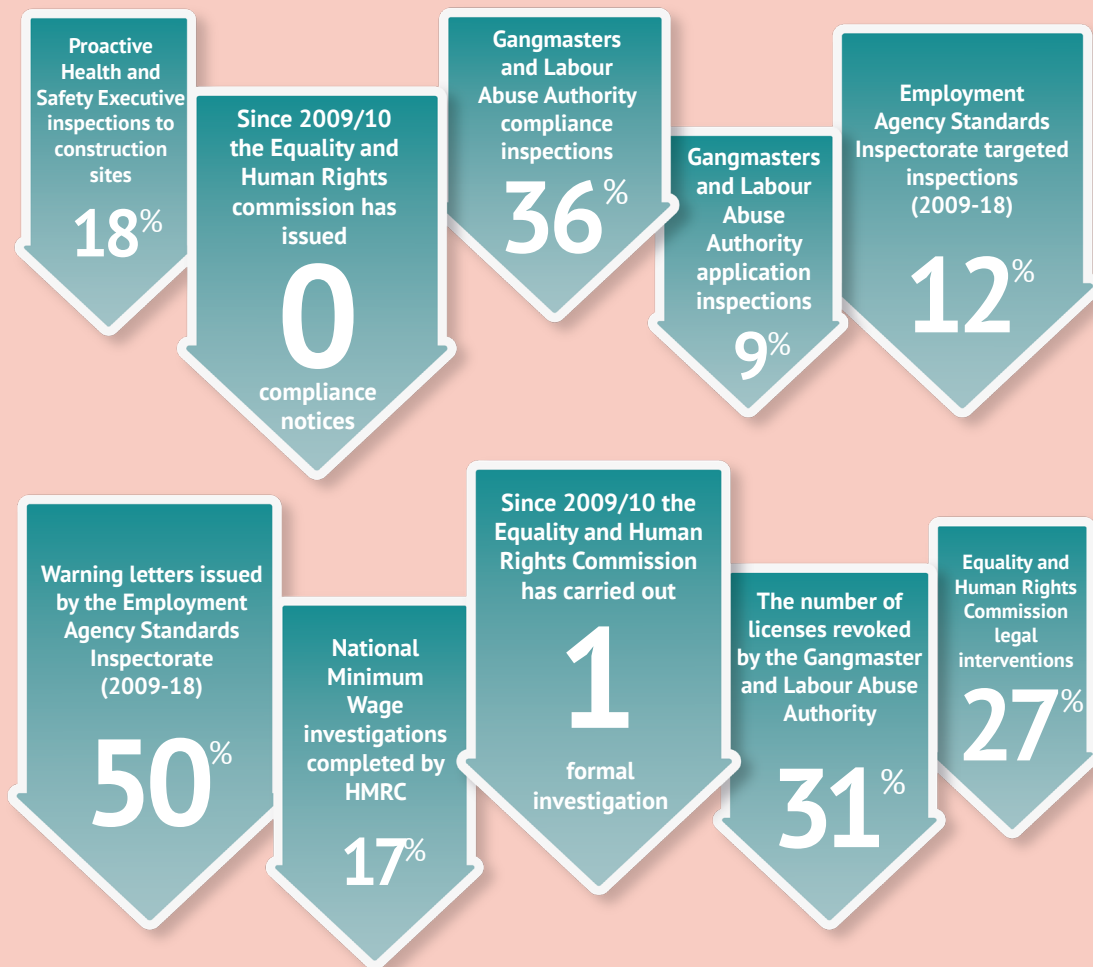 Proactive
Health and
Safety Executive
inspections to
construction
sites
18%
Since 2009/10
the Equality and
Human Rights
commission has
issued
0
compliance
notices
Gangmasters
and Labour
Abuse Authority
compliance
inspections
36%
Gangmasters
and Labour
Abuse
Authority
application
inspections
9%
Employment
Agency Standards
Inspectorate targeted
inspections
(2009-18)
12%
Warning letters issued
by the Employment
Agency Standards
Inspectorate
(2009-18)
50%
National
Minimum
Wage
investigations
completed by
HMRC
17%
Since 2009/10 the
Equality and Human
Rights Commission
has carried out
1
formal
investigation
The number of
licenses revoked
by the Gangmaster
and Labour Abuse
Authority
31%
Equality and
Human Rights
Commission
legal
interventions
27%